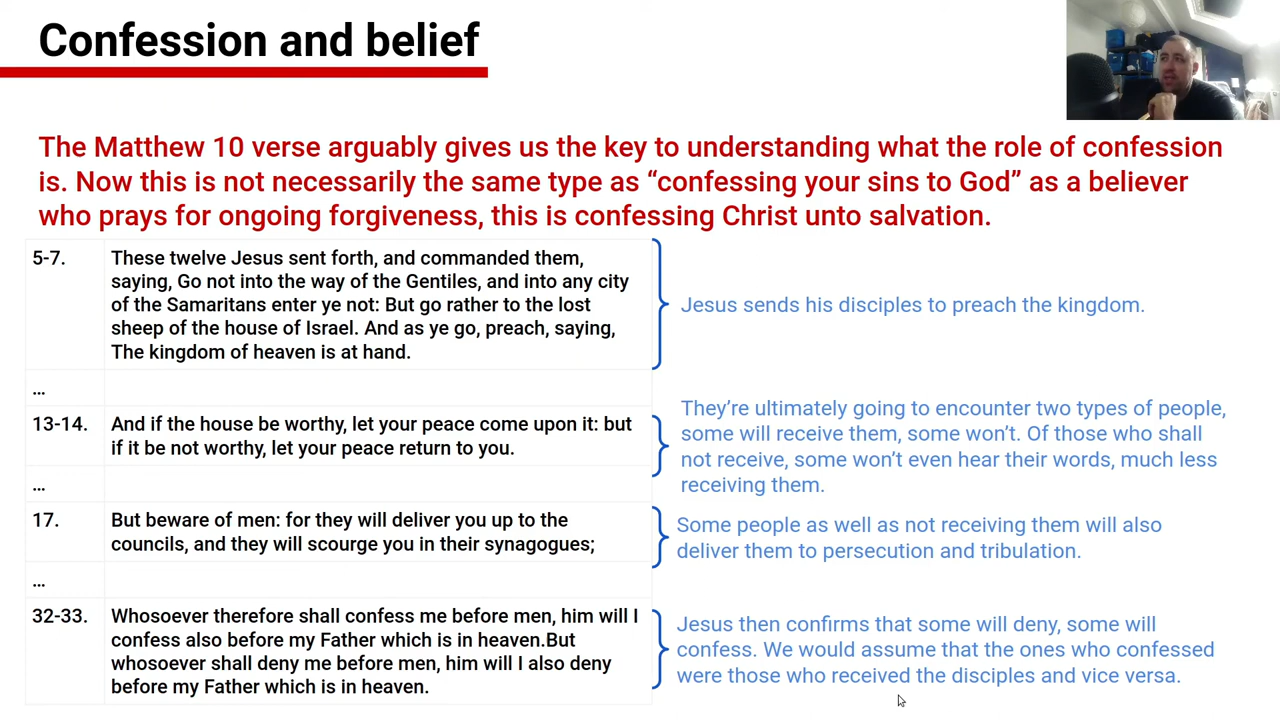 Confession and belief
The Matthew 10 verse arguably gives us the key to understanding what the role of confession
is. Now this is not necessarily the same type as “confessing your sins to God” as a believer
who prays for ongoing forgiveness, this is confessing Christ unto salvation.
5-7.
These twelve Jesus sent forth, and commanded them,
saying, Go not into the way of the Gentiles, and into any city
of the Samaritans enter ye not: But go rather to the lost
sheep of the house of Israel. And as ye go, preach, saying,
The kingdom of heaven is at hand.
Jesus sends his disciples to preach the kingdom.
...
13-14.
And if the house be worthy, let your peace come upon it: but
if it be not worthy, let your peace return to you.
They’re ultimately going to encounter two types of people,
some will receive them, some won’t. Of those who shall
not receive, some won’t even hear their words, much less
receiving them.
...
17.
But beware of men: for they will deliver you up to the
councils, and they will scourge you in their synagogues;
Some people as well as not receiving them will also
deliver them to persecution and tribulation.
...
32-33.
Whosoever therefore shall confess me before men, him will I
confess also before my Father which is in heaven.But
whosoever shall deny me before men, him will I also deny
before my Father which is in heaven.
Jesus then confirms that some will deny, some will
confess. We would assume that the ones who confessed
were those who received the disciples and vice versa.